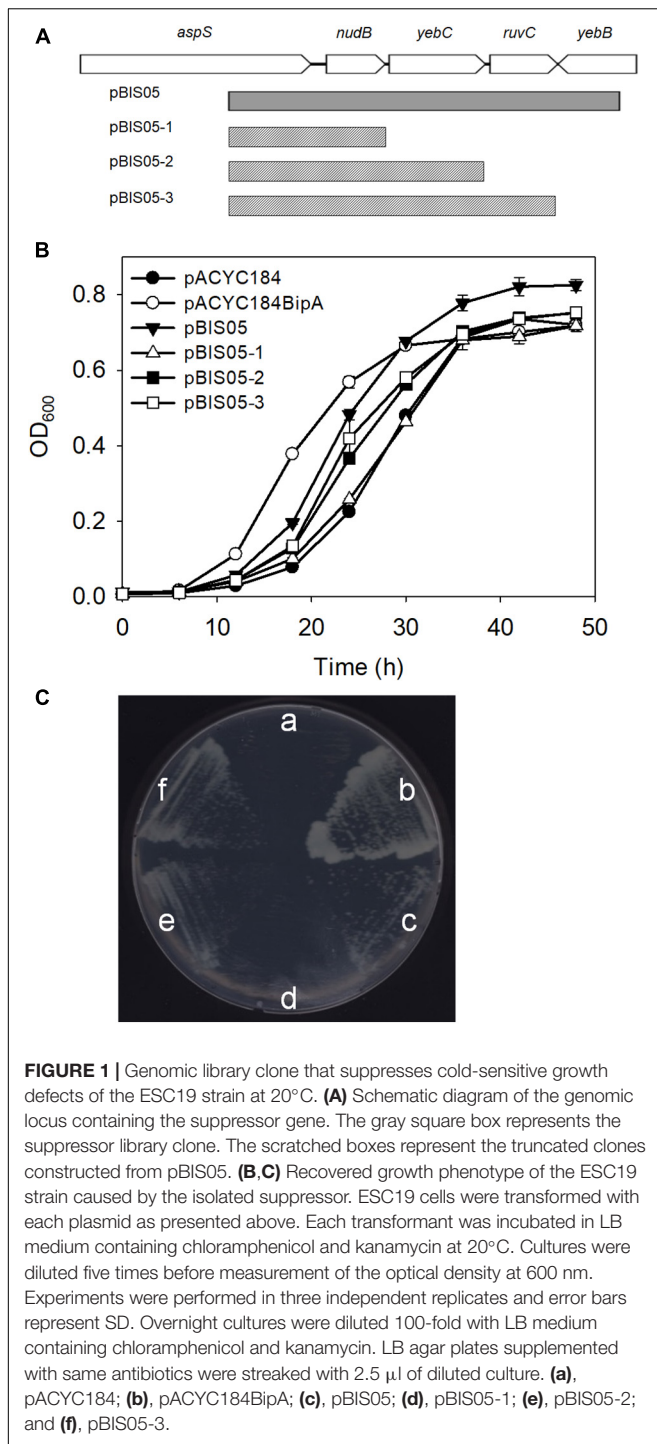 A
aspS nudB yebC ruvC yebB
pBIS05
pBIS05-1
pBIS05-2
pBIS05-3
B
pACYC184
pACYC184BipA
pBIS05
pBIS05-1
pBIS05-2
pBIS05-3
OD600
0.8
0.6
0.4
0.2
0.0
0 10 20 30 40 50
Time (h)
C
a
b
c
d
e
f
FIGURE 1 | Genomic library clone that suppresses cold-sensitive growth
defects of the ESC19 strain at 20°C. (A) Schematic diagram of the genomic
locus containing the suppressor gene. The gray square box represents the
suppressor library clone. The scratched boxes represent the truncated clones
constructed from pBIS05. (B,C) Recovered growth phenotype of the ESC19
strain caused by the isolated suppressor. ESC19 cells were transformed with
each plasmid as presented above. Each transformant was incubated in LB
medium containing chloramphenicol and kanamycin at 20°C. Cultures were
diluted five times before measurement of the optical density at 600 nm.
Experiments were performed in three independent replicates and error bars
represent SD. Overnight cultures were diluted 100-fold with LB medium
containing chloramphenicol and kanamycin. LB agar plates supplemented
with same antibiotics were streaked with 2.5 μl of diluted culture. (a),
pACYC184; (b), pACYC184BipA; (c), pBIS05; (d), pBIS05-1; (e), pBIS05-2;
and (f), pBIS05-3.